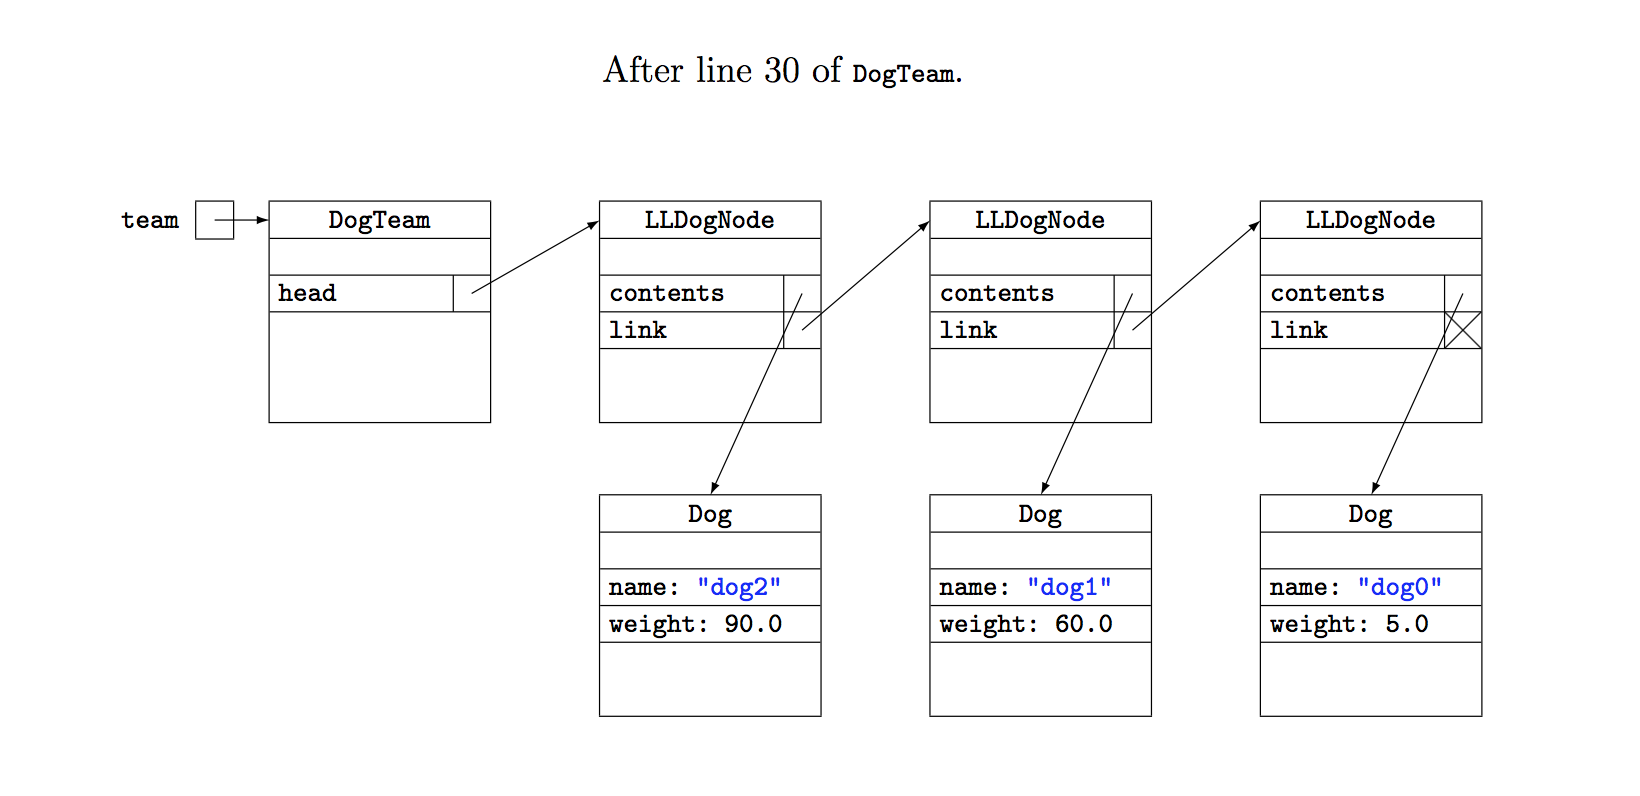 After line 30 of DogTeam.
team
DogTeam
head
LLDogNode
contents
link
LLDogNode
contents
link
LLDogNode
contents
link
Dog
name: "dog2"
weight: 90.0
Dog
name: "dog1"
weight: 60.0
Dog
name: "dog0"
weight: 5.0